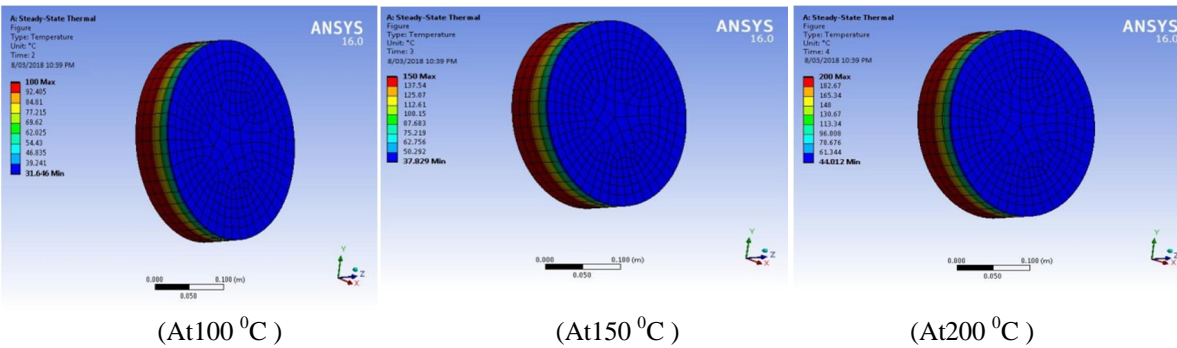 A: Steady-State Thermal
Figure
Type: Temperature
Unit: °C
Time: 2
8/03/2018 10:39 PM
ANSYS
16.0
100 Max
92.405
84.81
77.215
69.62
62.025
54.43
46.835
39.241
31.646 Min
0.000
0.100 (m)
0.050
Y
Z
X
(At100 ⁰C )
A: Steady-State Thermal
Figure
Type: Temperature
Unit: °C
Time: 3
8/03/2018 10:39 PM
ANSYS
16.0
150 Max
137.54
125.07
112.61
100.15
87.683
75.219
62.756
50.292
37.829 Min
0.000
0.100 (m)
0.050
Y
Z
X
(At150 ⁰C )
A: Steady-State Thermal
Figure
Type: Temperature
Unit: °C
Time: 4
8/03/2018 10:39 PM
ANSYS
16.0
200 Max
182.67
165.34
148
130.67
113.34
96.008
78.676
61.344
44.012 Min
0.000
0.100 (m)
0.050
Y
Z
X
(At200 ⁰C )